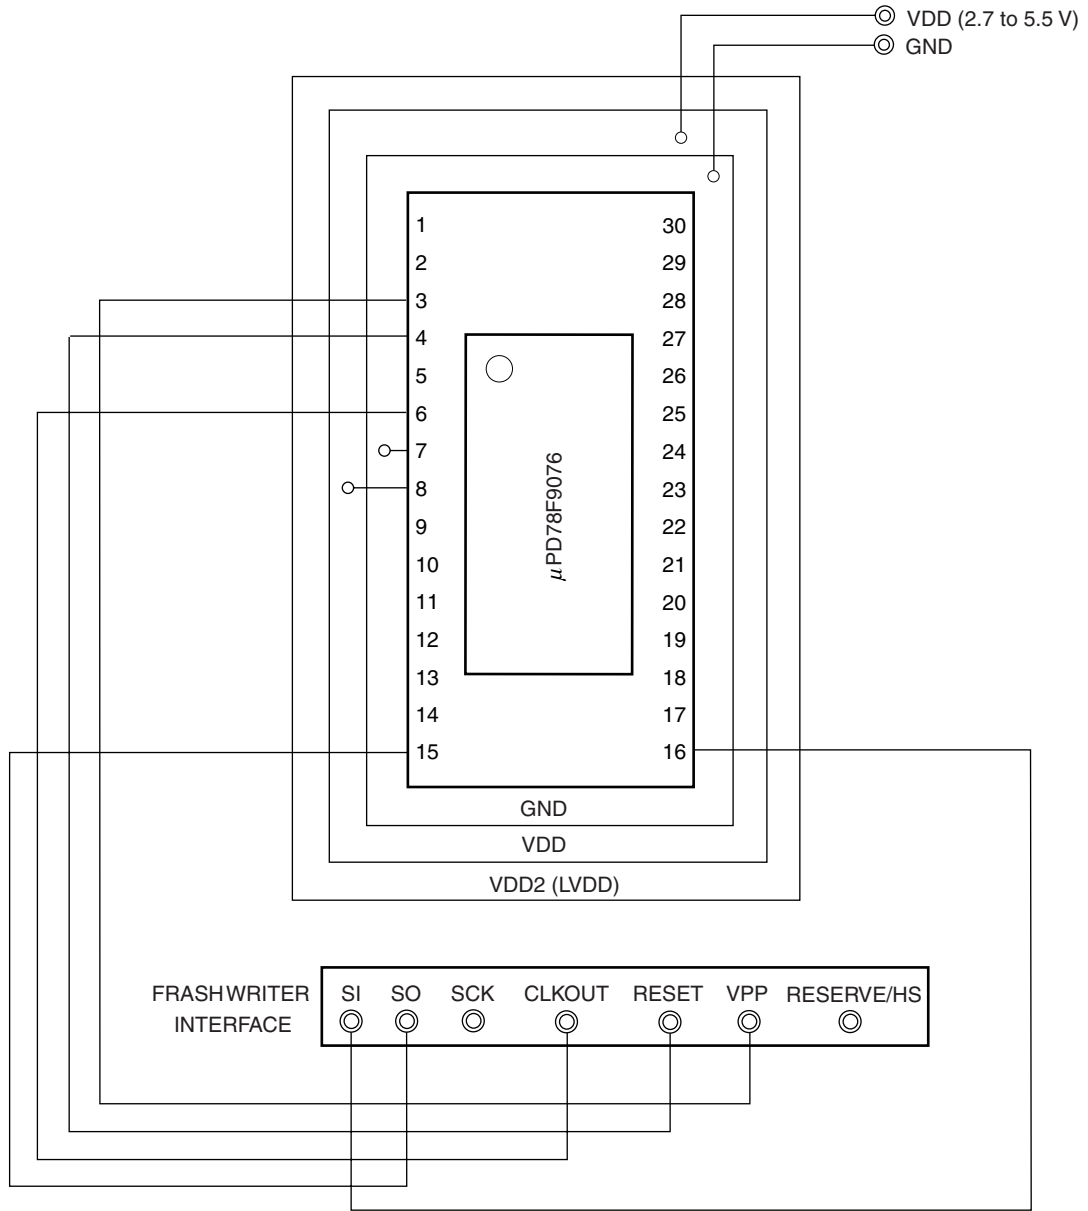 VDD (2.7 to 5.5 V)
GND
1 30
2 29
3 28
4 27
5 26
6 25
7 24
8 23
9 22
10 21
11 20
12 19
13 18
14 17
15 16
μPD78F9076
GND
VDD
VDD2 (LVDD)
FRASHWRITER INTERFACE
SI SO SCK CLKOUT RESET VPP RESERVE/HS